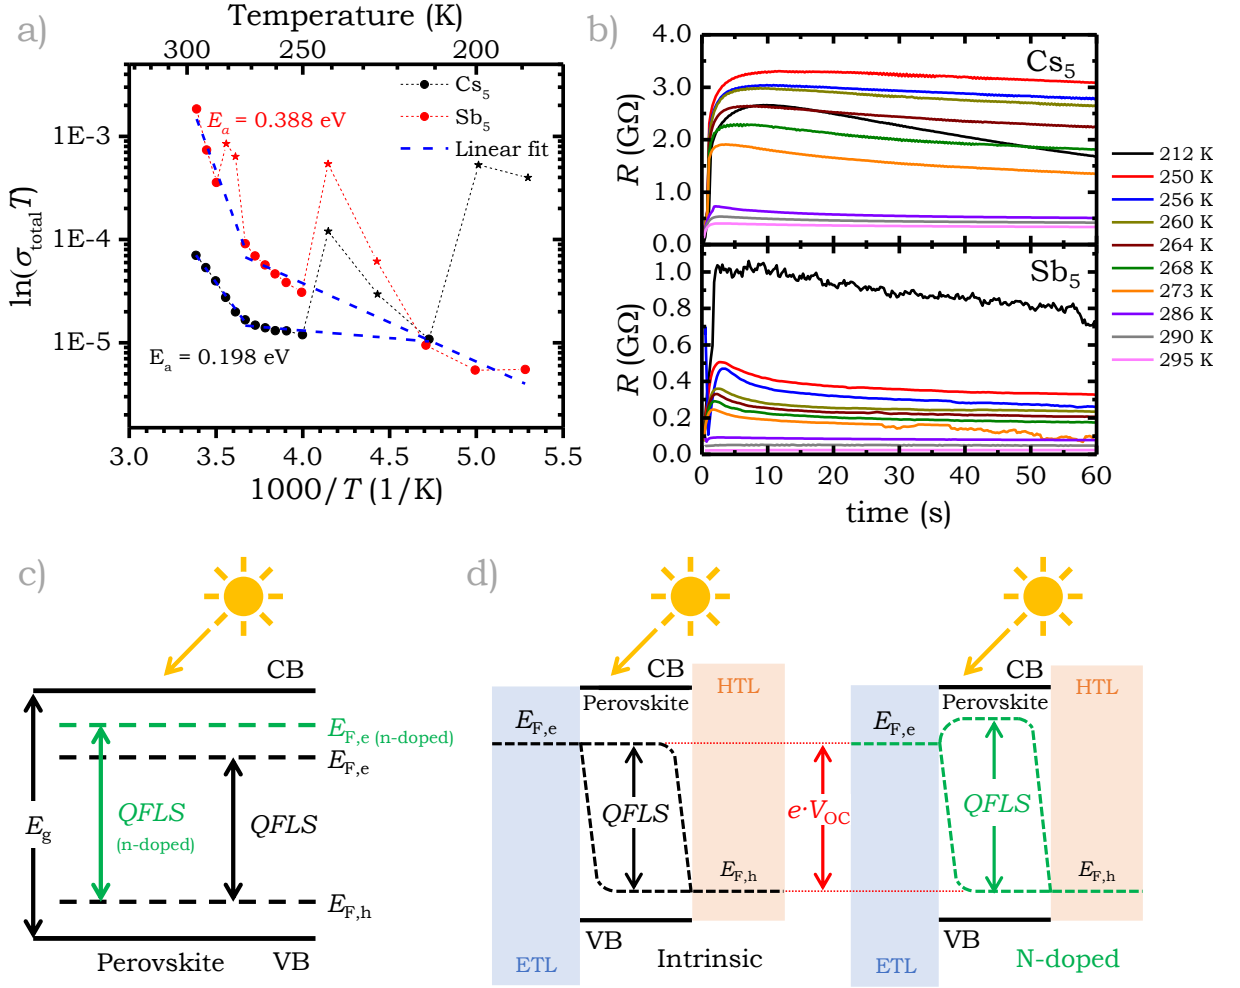 a)
Temperature (K)
300 250 200
Cs5
Sb5
Linear fit
Ea = 0.388 eV
Ea = 0.198 eV
1E-3
1E-4
1E-5
ln(σtotalT)
3.0 3.5 4.0 4.5 5.0 5.5
1000/T (1/K)
b)
Cs5
4.0
3.0
2.0
1.0
0.0
R (GΩ)
Sb5
1.0
0.8
0.6
0.4
0.2
0.0
R (GΩ)
0 10 20 30 40 50 60
time (s)
212 K
250 K
256 K
260 K
264 K
268 K
273 K
286 K
290 K
295 K
c)
CB
EF,e (n-doped)
EF,e
Eg
QFLS
(n-doped)
QFLS
EF,h
Perovskite
VB
d)
CB
HTL
Perovskite
EF,e
QFLS
EF,h
VB
ETL
Intrinsic
e·VOC
CB
HTL
Perovskite
EF,e
QFLS
EF,h
VB
ETL
N-doped